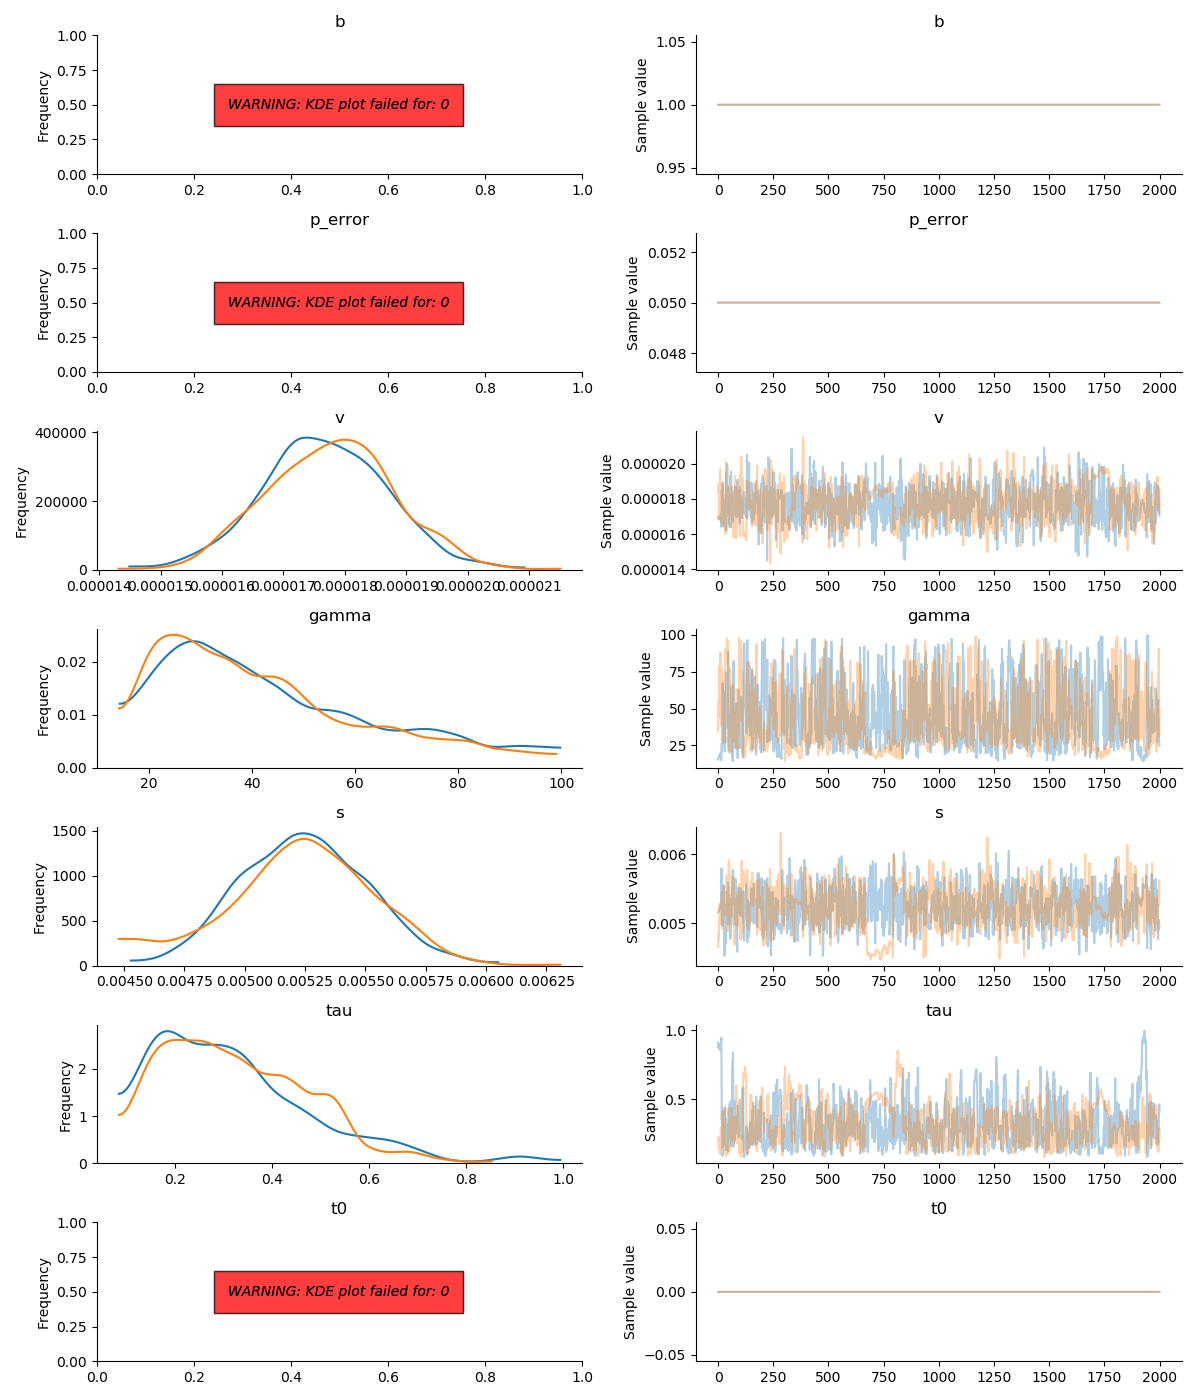 b
Frequency
1.00
0.75
0.50
0.25
0.00
WARNING: KDE plot failed for: 0
0.0 0.2 0.4 0.6 0.8 1.0
b
Sample value
1.05
1.00
0.95
0 250 500 750 1000 1250 1500 1750 2000
p_error
Frequency
1.00
0.75
0.50
0.25
0.00
WARNING: KDE plot failed for: 0
0.0 0.2 0.4 0.6 0.8 1.0
p_error
Sample value
0.052
0.050
0.048
0 250 500 750 1000 1250 1500 1750 2000
v
Frequency
400000
200000
0
0.000014 0.000015 0.000016 0.000017 0.000018 0.000019 0.000020 0.000021
v
Sample value
0.000020
0.000018
0.000016
0.000014
0 250 500 750 1000 1250 1500 1750 2000
gamma
Frequency
0.02
0.01
0.00
20 40 60 80 100
gamma
Sample value
100
75
50
25
0 250 500 750 1000 1250 1500 1750 2000
s
Frequency
1500
1000
500
0
0.00450 0.00475 0.00500 0.00525 0.00550 0.00575 0.00600 0.00625
s
Sample value
0.006
0.005
0 250 500 750 1000 1250 1500 1750 2000
tau
Frequency
2
1
0
0.2 0.4 0.6 0.8 1.0
tau
Sample value
1.0
0.5
0 250 500 750 1000 1250 1500 1750 2000
t0
Frequency
1.00
0.75
0.50
0.25
0.00
WARNING: KDE plot failed for: 0
0.0 0.2 0.4 0.6 0.8 1.0
t0
Sample value
0.05
0.00
−0.05
0 250 500 750 1000 1250 1500 1750 2000